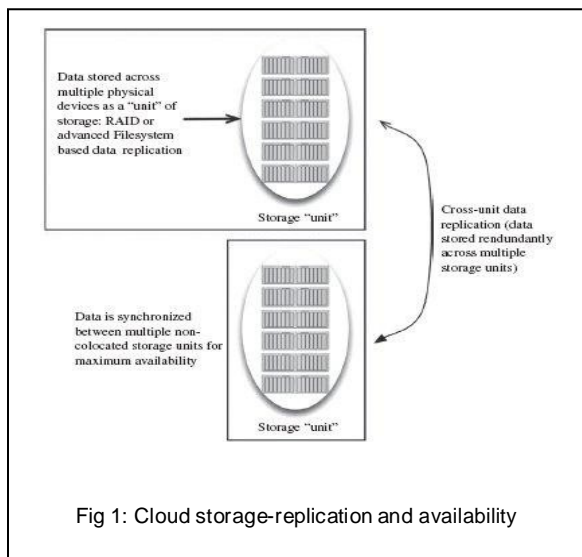 Data stored across
multiple physical
devices as a “unit” of
storage: RAID or
advanced Filesystem
based data replication
Storage “unit”
Cross-unit data
replication (data
stored rendundantly
across multiple
storage units)
Data is synchronized
between multiple non-
colocated storage units for
maximum availability
Storage “unit”
Fig 1: Cloud storage-replication and availability